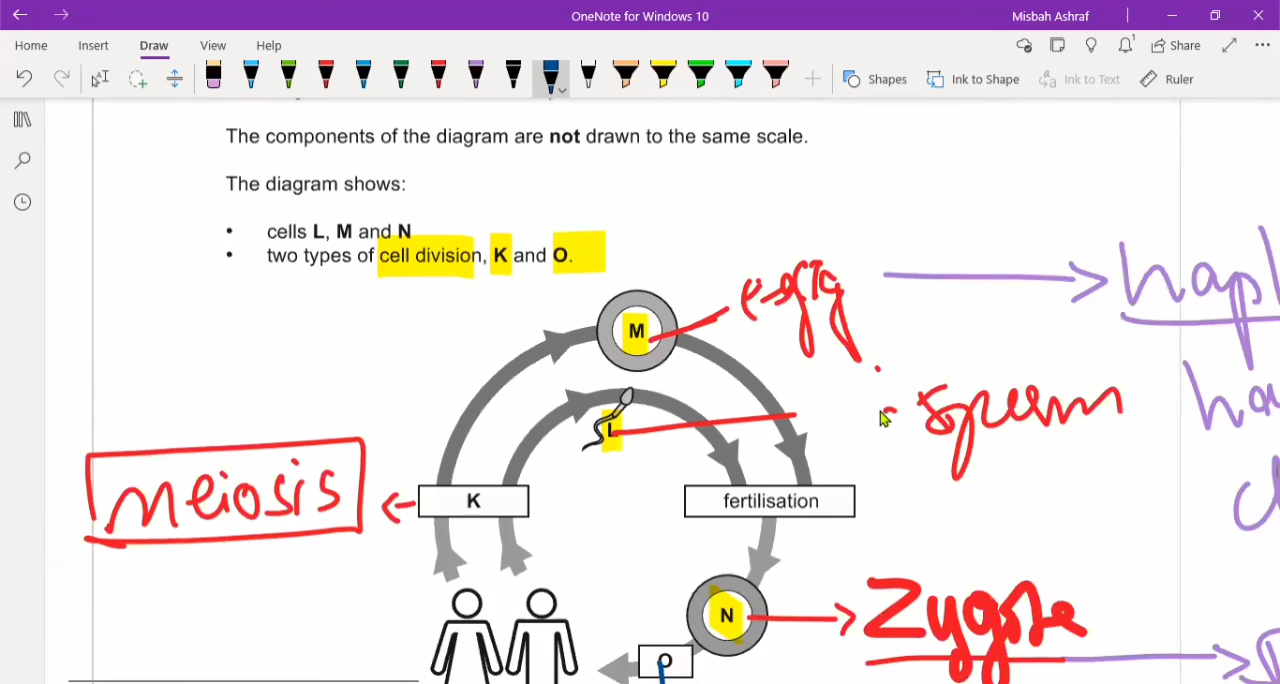 OneNote for Windows 10
Misbah Ashraf
Home Insert Draw View Help
Share
Shapes Ink to Shape Ink to Text Ruler
The components of the diagram are not drawn to the same scale.
The diagram shows:
• cells L, M and N
• two types of cell division, K and O.
M
egg
hapl
sperm
ha
L
meiosis
K
fertilisation
N
Zygote
O